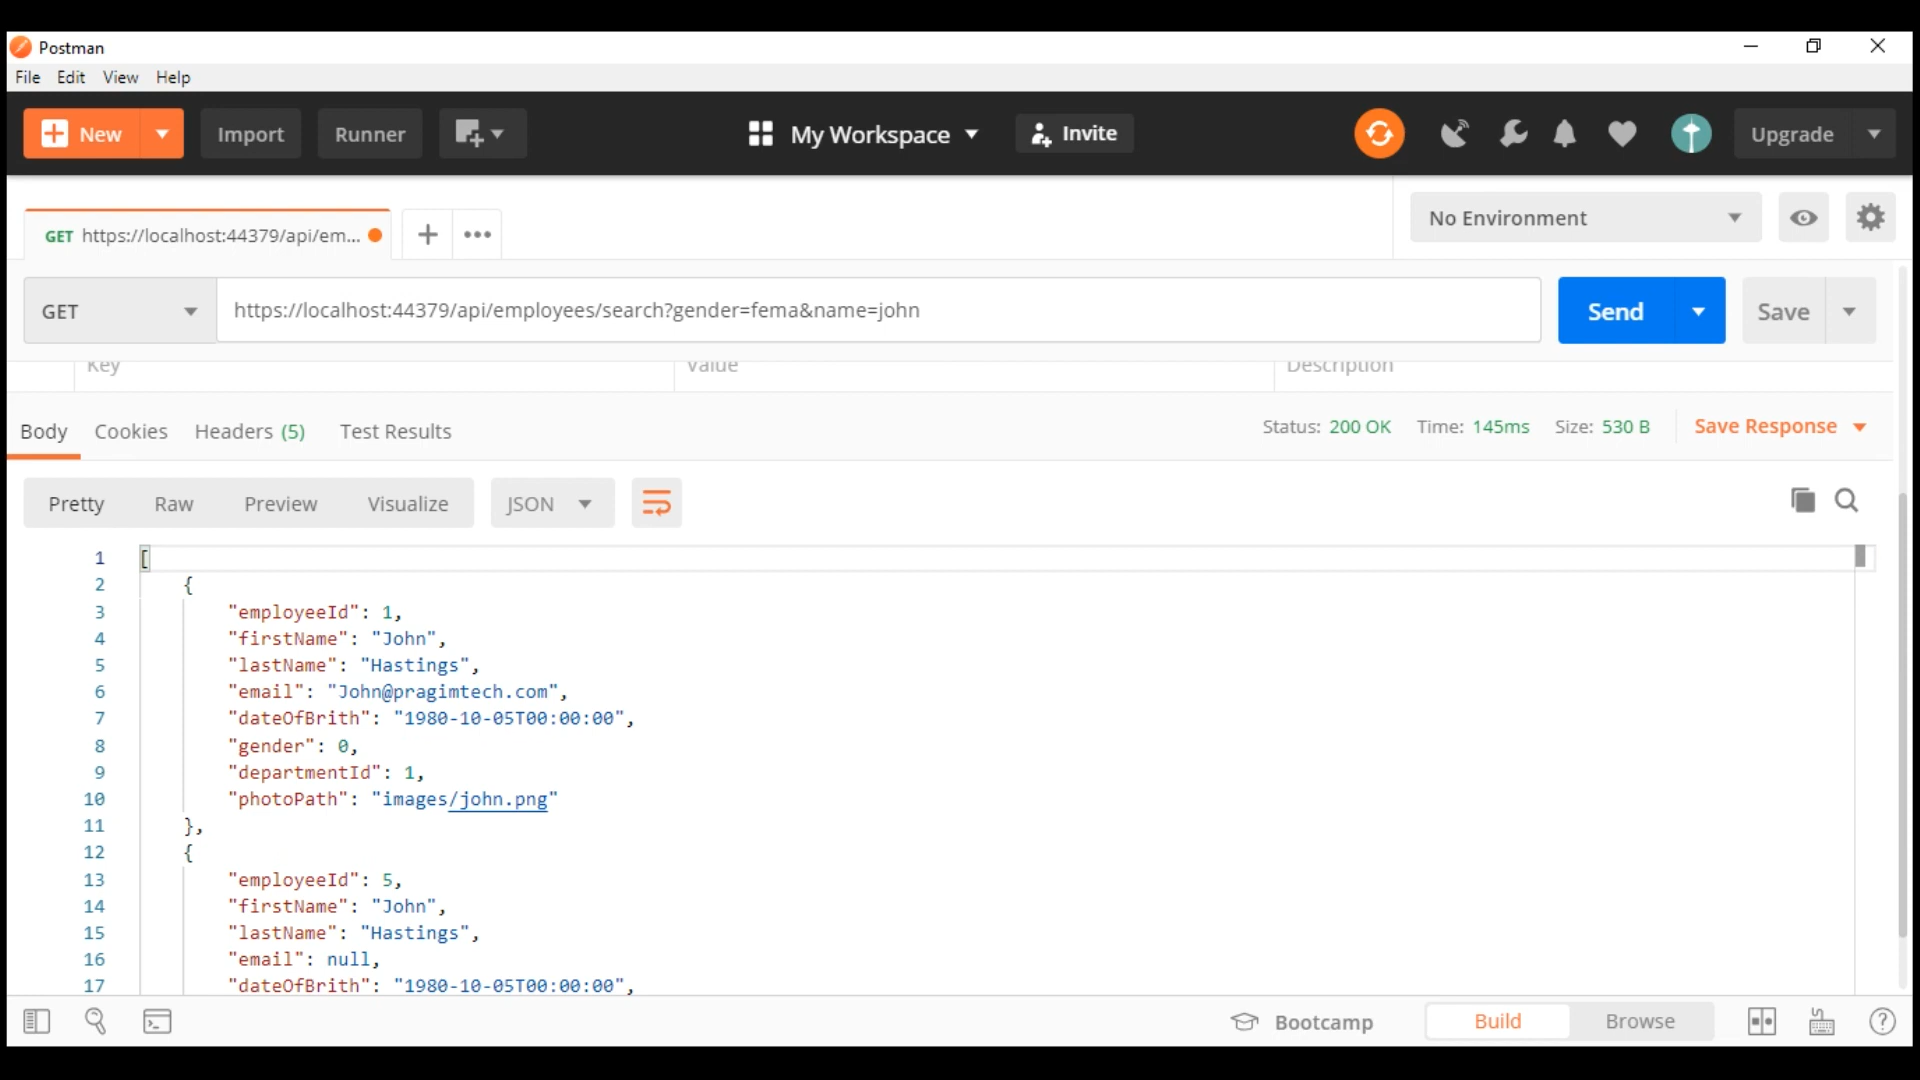 Postman
File Edit View Help
New Import Runner My Workspace Invite Upgrade
GET https://localhost:44379/api/em... No Environment
GET https://localhost:44379/api/employees/search?gender=fema&name=john Send Save
Key Value Description
Body Cookies Headers (5) Test Results Status: 200 OK Time: 145ms Size: 530 B Save Response
Pretty Raw Preview Visualize JSON
1 [
2 {
3 "employeeId": 1,
4 "firstName": "John",
5 "lastName": "Hastings",
6 "email": "John@pragimtech.com",
7 "dateOfBrith": "1980-10-05T00:00:00",
8 "gender": 0,
9 "departmentId": 1,
10 "photoPath": "images/john.png"
11 },
12 {
13 "employeeId": 5,
14 "firstName": "John",
15 "lastName": "Hastings",
16 "email": null,
17 "dateOfBrith": "1980-10-05T00:00:00",
Bootcamp Build Browse